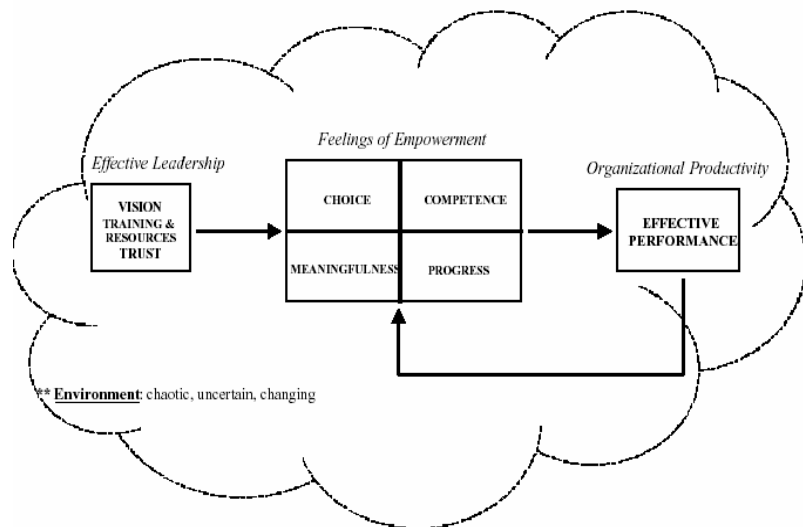 Feelings of Empowerment
Effective Leadership
Organizational Productivity
VISION
TRAINING &
RESOURCES
TRUST
CHOICE
COMPETENCE
MEANINGFULNESS
PROGRESS
EFFECTIVE
PERFORMANCE
** Environment: chaotic, uncertain, changing